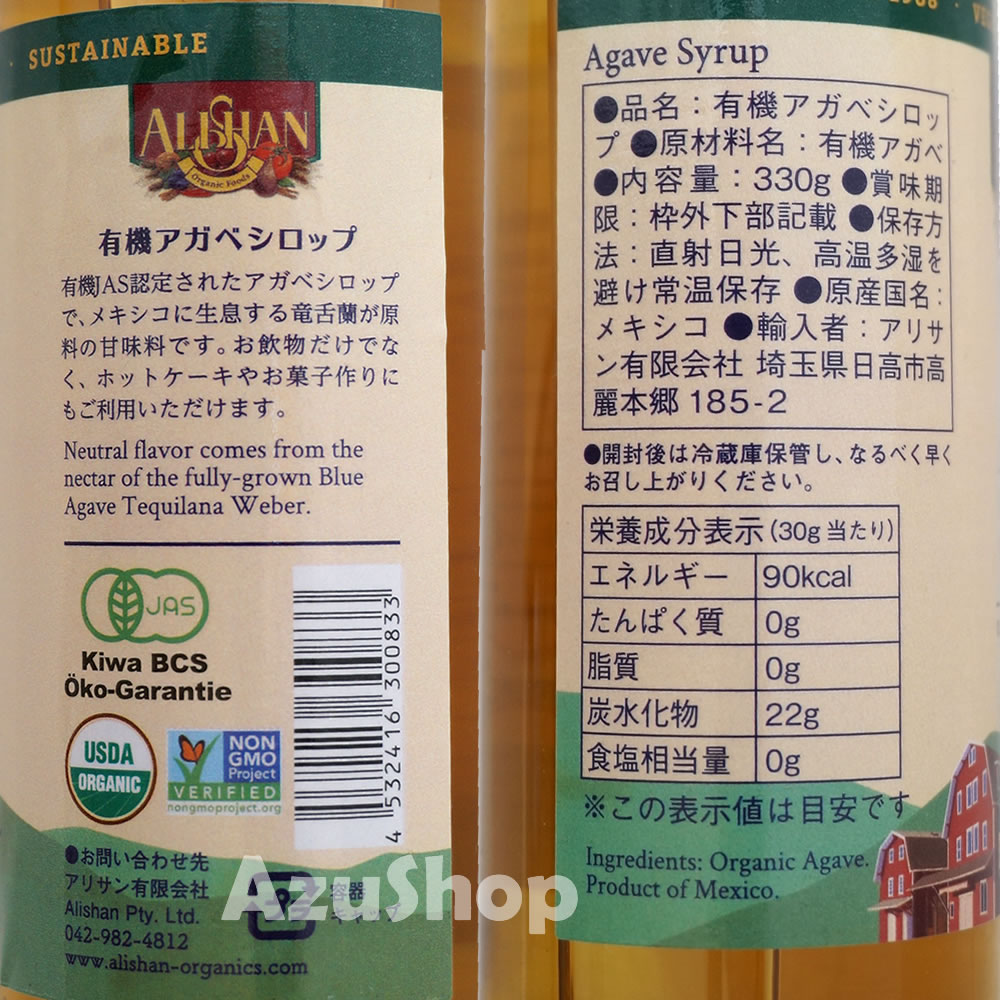 · SUSTAINABLE
ALISHAN
Organic Foods
有機アガベシロップ
有機JAS認定されたアガベシロップ
で、メキシコに生息する竜舌蘭が原
料の甘味料です。お飲物だけでな
く、ホットケーキやお菓子作りに
もご利用いただけます。
Neutral flavor comes from the
nectar of the fully-grown Blue
Agave Tequilana Weber.
JAS
Kiwa BCS
Öko-Garantie
USDA
ORGANIC
NON
GMO
Project
VERIFIED
nongmoproject.org
4 532416 300833
●お問い合わせ先
アリサン有限会社
Alishan Pty. Ltd.
042-982-4812
www.alishan-organics.com
容器
キャップ
AzuShop
Agave Syrup
●品名：有機アガベシロッ
プ ●原材料名：有機アガベ
●内容量：330g ●賞味期
限：枠外下部記載 ●保存方
法：直射日光、高温多湿を
避け常温保存 ●原産国名：
メキシコ ●輸入者：アリサ
ン有限会社 埼玉県日高市高
麗本郷 185-2
●開封後は冷蔵庫保管し、なるべく早く
お召し上がりください。
栄養成分表示（30g当たり）
エネルギー 90kcal
たんぱく質 0g
脂質 0g
炭水化物 22g
食塩相当量 0g
※この表示値は目安です
Ingredients: Organic Agave.
Product of Mexico.